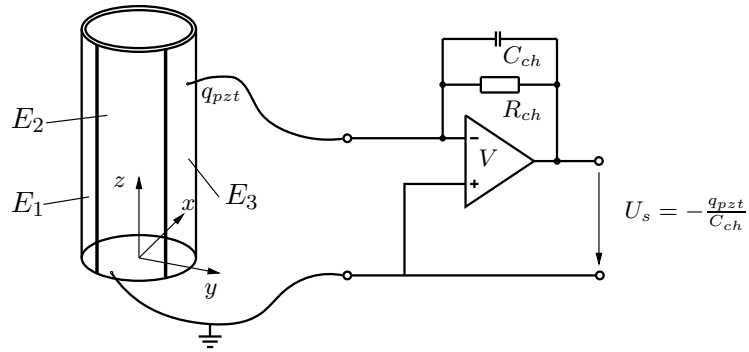 C_{ch}
q_{pzt}
R_{ch}
E_2
V
−
+
z
E_3
E_1
x
U_s = -\frac{q_{pzt}}{C_{ch}}
y